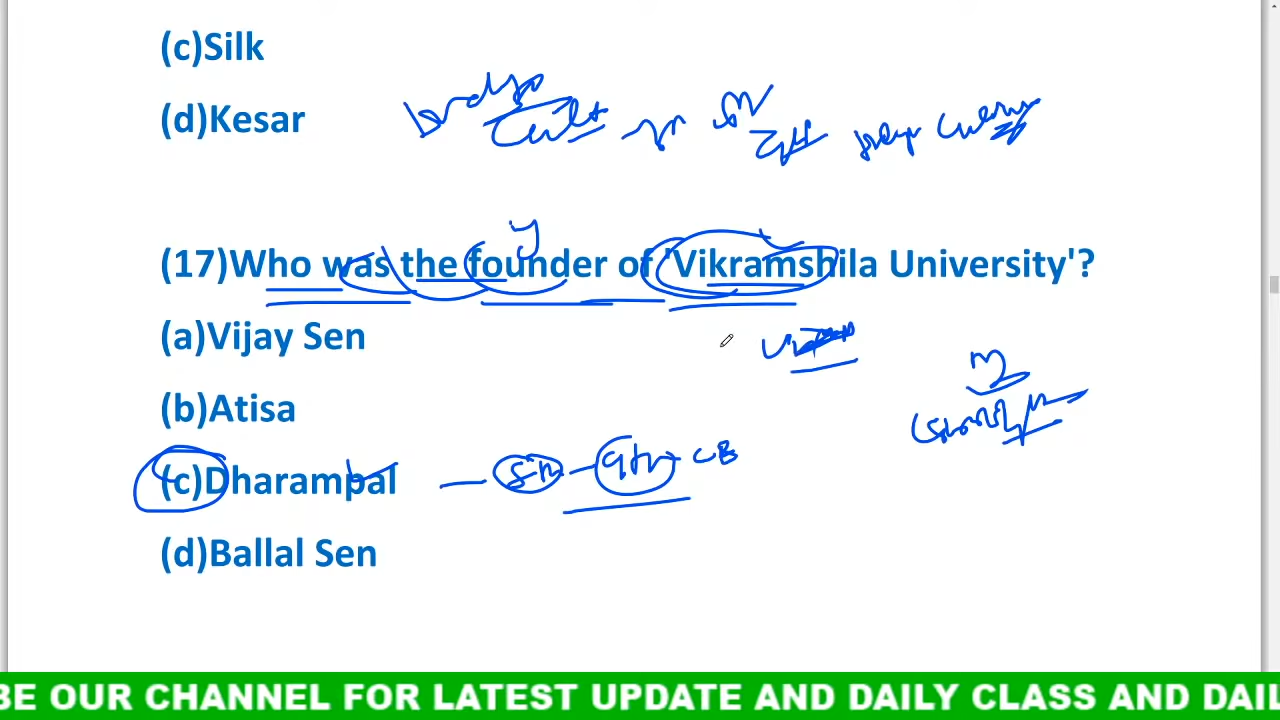 (c)Silk
(d)Kesar
(17)Who was the founder of 'Vikramshila University'?
(a)Vijay Sen
(b)Atisa
(c)Dharampal
(d)Ballal Sen
BE OUR CHANNEL FOR LATEST UPDATE AND DAILY CLASS AND DAIL